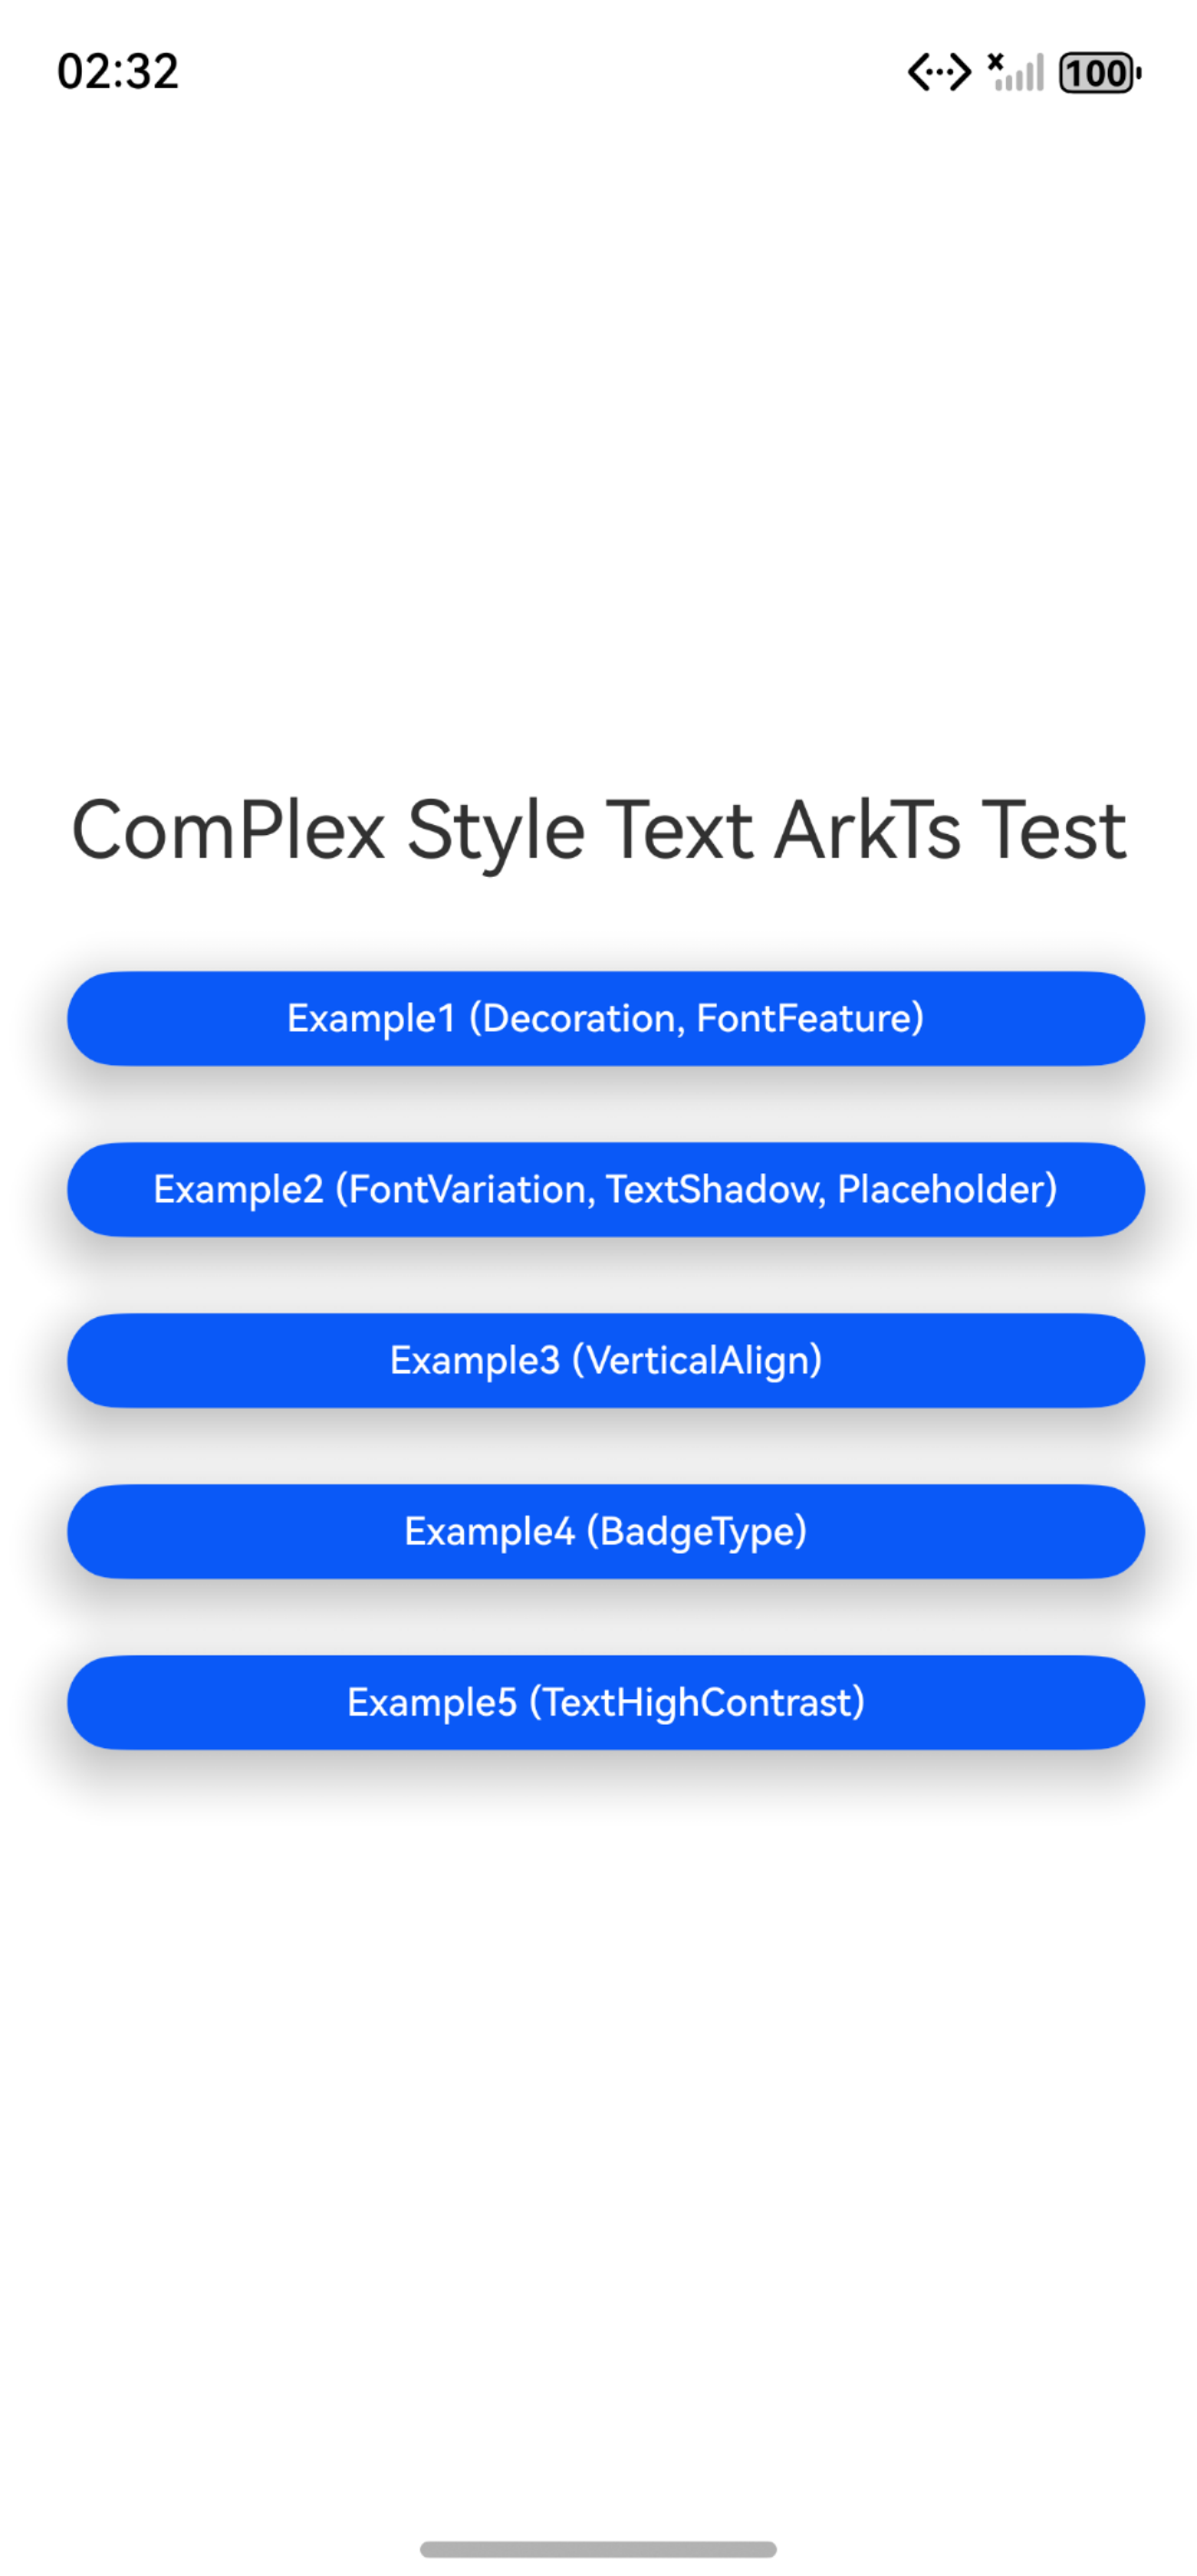 02:32
100
ComPlex Style Text ArkTs Test
Example1 (Decoration, FontFeature)
Example2 (FontVariation, TextShadow, Placeholder)
Example3 (VerticalAlign)
Example4 (BadgeType)
Example5 (TextHighContrast)